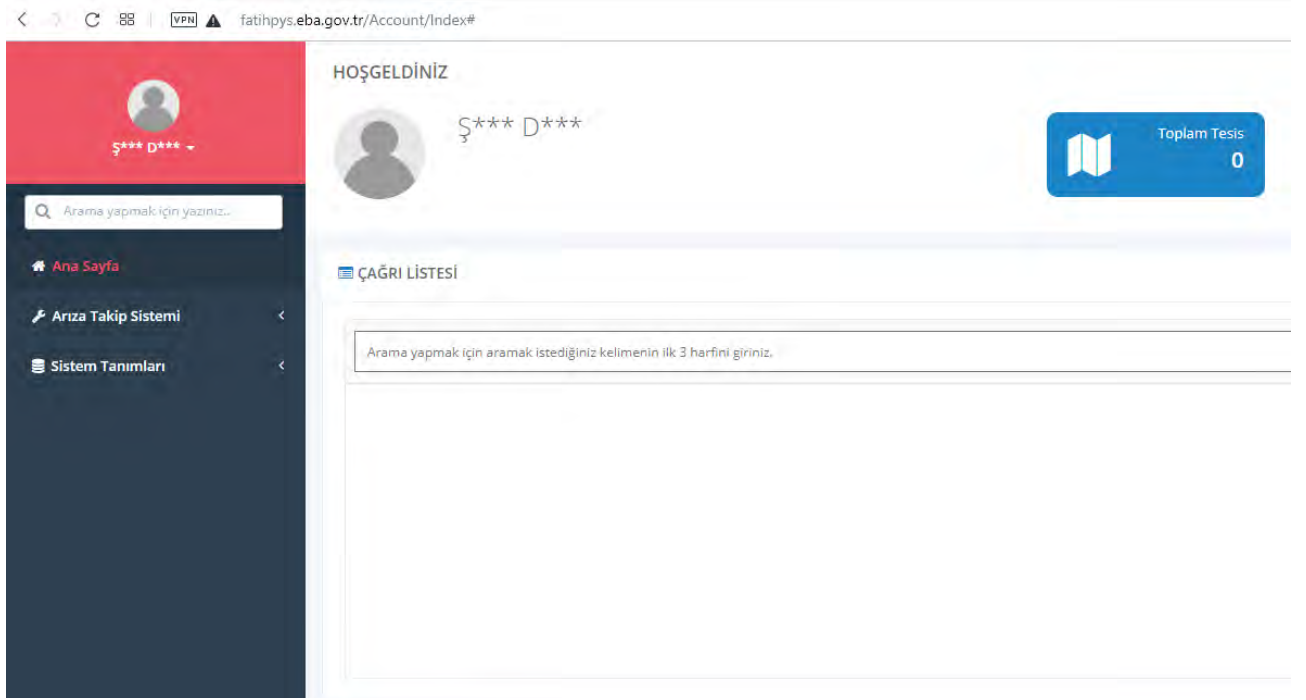 VPN fatihpys.eba.gov.tr/Account/Index#
Ş*** D***
Arama yapmak için yazınız..
Ana Sayfa
Arıza Takip Sistemi
Sistem Tanımları
HOŞGELDİNİZ
Ş*** D***
Toplam Tesis
0
ÇAĞRI LİSTESİ
Arama yapmak için aramak istediğiniz kelimenin ilk 3 harfini giriniz.